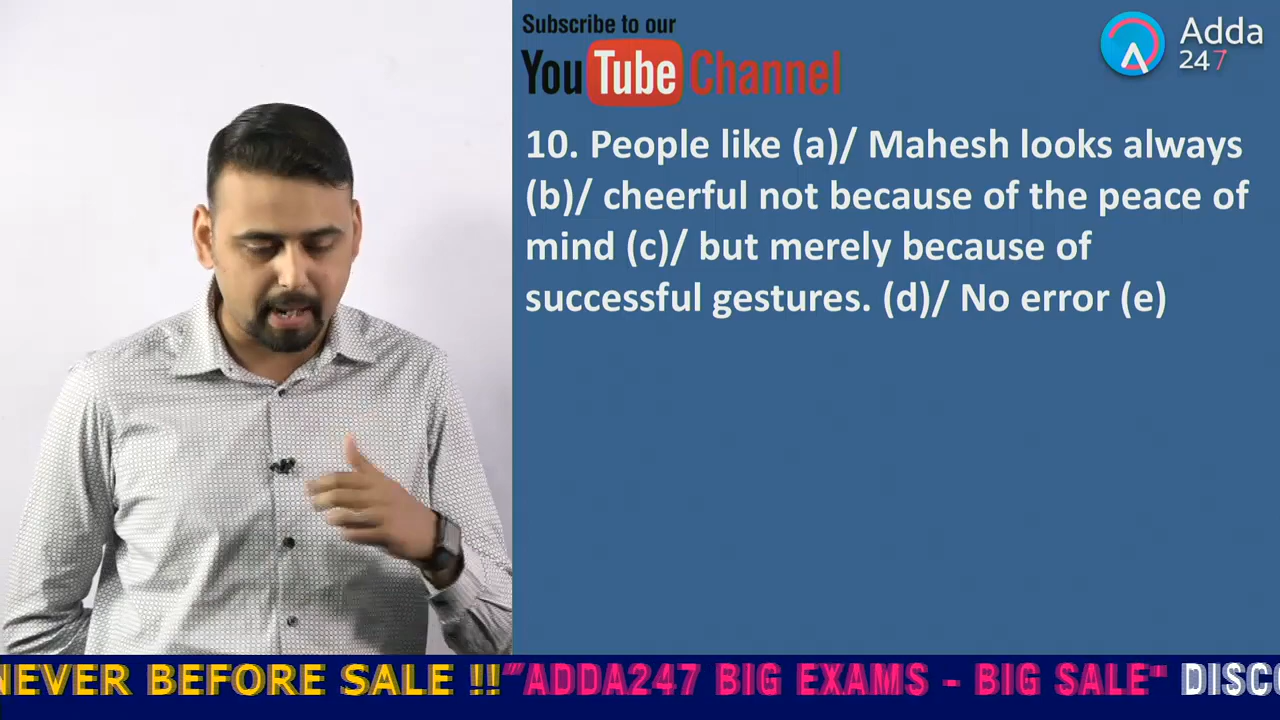 Subscribe to our
YouTube Channel
Adda
247
10. People like (a)/ Mahesh looks always
(b)/ cheerful not because of the peace of
mind (c)/ but merely because of
successful gestures. (d)/ No error (e)
NEVER BEFORE SALE !! "ADDA247 BIG EXAMS - BIG SALE"